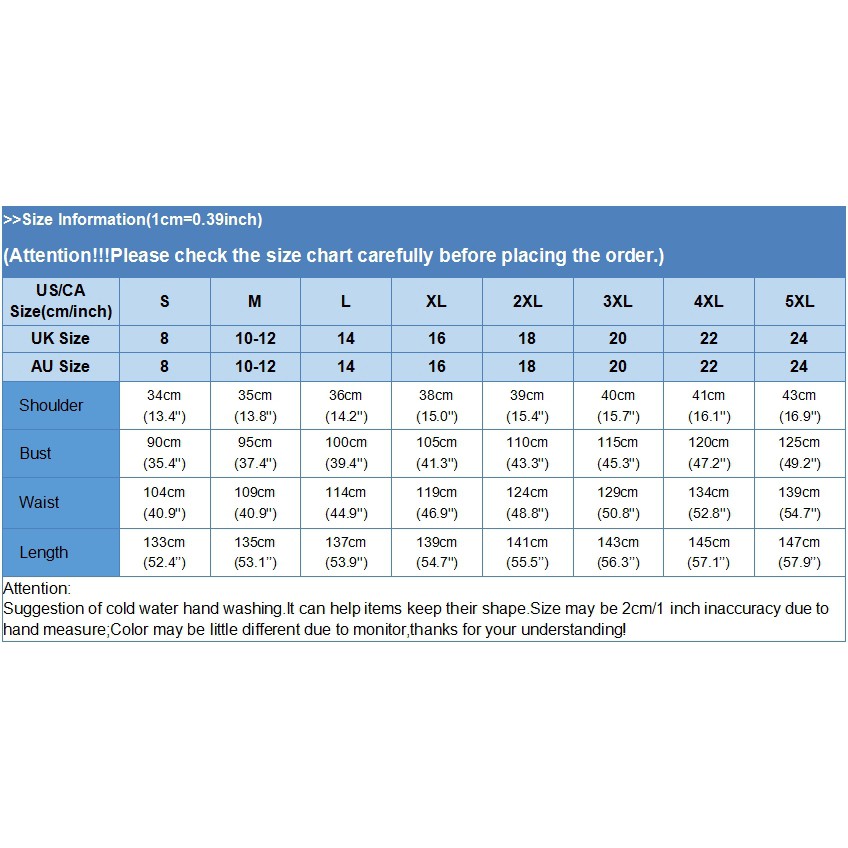 >>Size Information(1cm=0.39inch)
(Attention!!!Please check the size chart carefully before placing the order.)
US/CA Size(cm/inch) S M L XL 2XL 3XL 4XL 5XL
UK Size 8 10-12 14 16 18 20 22 24
AU Size 8 10-12 14 16 18 20 22 24
Shoulder 34cm 35cm 36cm 38cm 39cm 40cm 41cm 43cm
(13.4") (13.8") (14.2") (15.0") (15.4") (15.7") (16.1") (16.9")
Bust 90cm 95cm 100cm 105cm 110cm 115cm 120cm 125cm
(35.4") (37.4") (39.4") (41.3") (43.3") (45.3") (47.2") (49.2")
Waist 104cm 109cm 114cm 119cm 124cm 129cm 134cm 139cm
(40.9") (40.9") (44.9") (46.9") (48.8") (50.8") (52.8") (54.7")
Length 133cm 135cm 137cm 139cm 141cm 143cm 145cm 147cm
(52.4”) (53.1”) (53.9") (54.7") (55.5”) (56.3”) (57.1”) (57.9”)
Attention:
Suggestion of cold water hand washing.It can help items keep their shape.Size may be 2cm/1 inch inaccuracy due to
hand measure;Color may be little different due to monitor,thanks for your understanding!